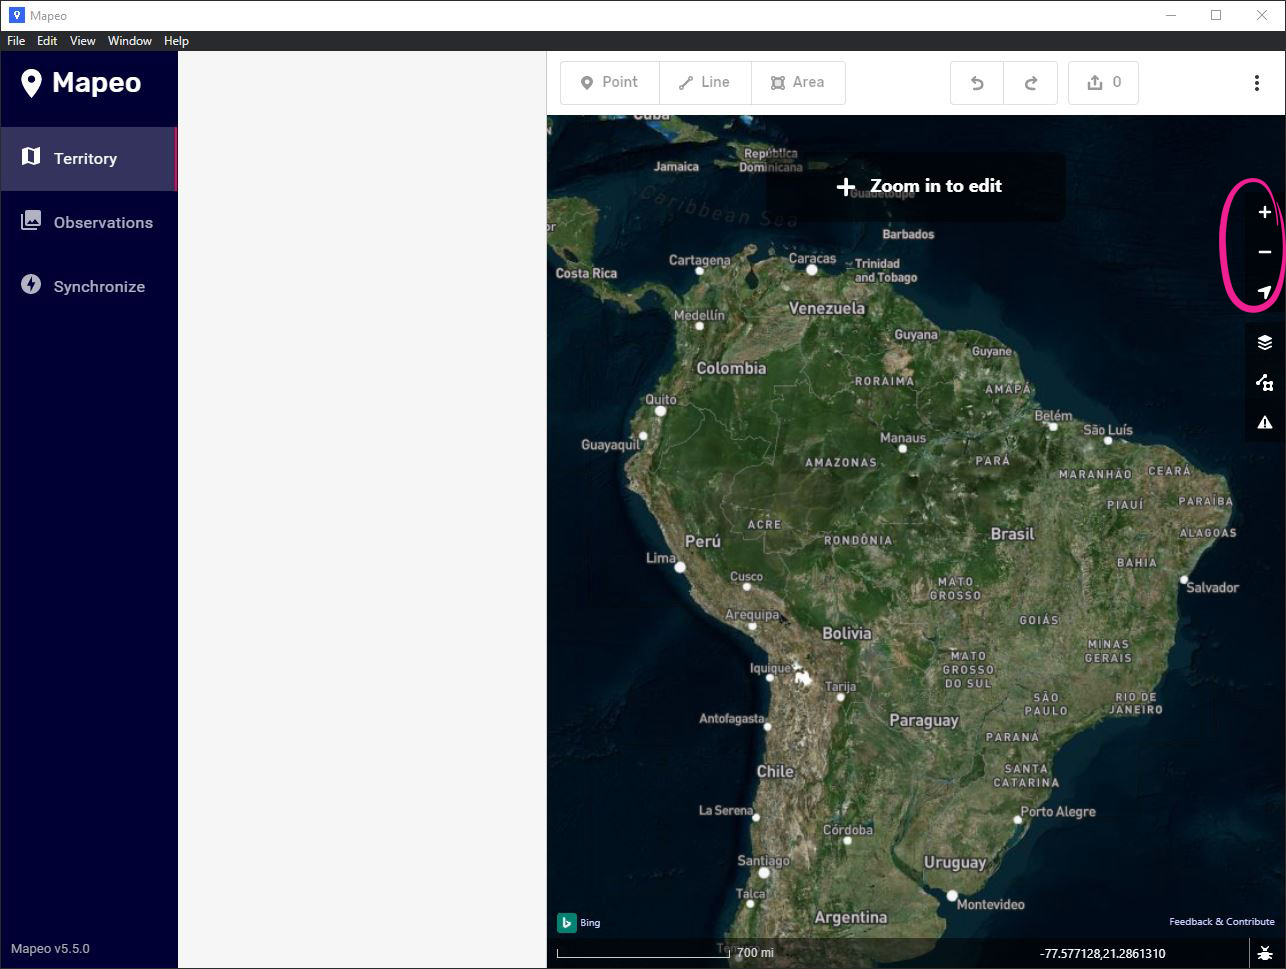 Mapeo
File Edit View Window Help
Mapeo
Territory
Observations
Synchronize
Mapeo v5.5.0
Point Line Area 0
Zoom in to edit
Cuba
República
Dominicana
Jamaica
Guadeloupe
Caribbean Sea
Barbados
Costa Rica
Cartagena
Caracas
Trinidad
and Tobago
Venezuela
Medellín
Guyana
Guyane
Colombia
RORAIMA
AMAPÁ
Quito
Belém
São Luís
Guayaquil
Manaus
AMAZONAS
PARÁ
MARANHÃO
CEARÁ
PIAUÍ
PARAÍBA
ACRE
Perú
RONDÔNIA
Brasil
ALAGOAS
Lima
BAHIA
Cusco
MATO
GROSSO
Salvador
Arequipa
GOIÁS
Bolivia
MINAS
GERAIS
Iquique
MATO
GROSSO
DO SUL
Tarija
SÃO
PAULO
RIO DE
JANEIRO
Antofagasta
Paraguay
PARANÁ
Chile
SANTA
CATARINA
La Serena
Porto Alegre
Córdoba
Santiago
Uruguay
Talca
Montevideo
Argentina
Bing
Feedback & Contribute
700 mi
-77.577128,21.2861310